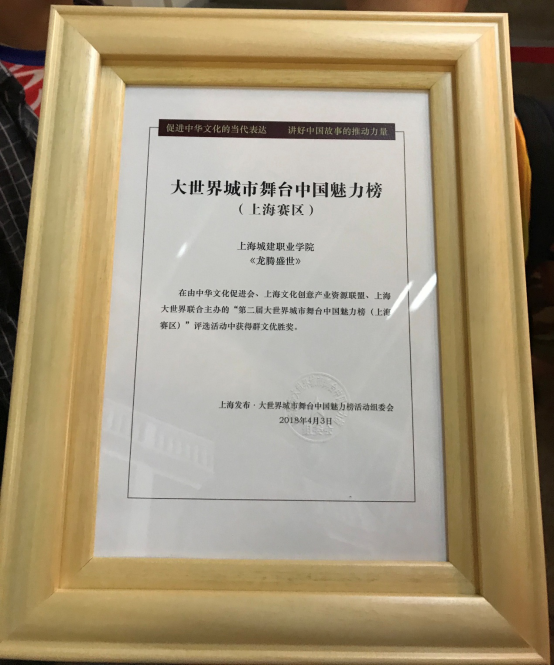 促进中华文化的当代表达 讲好中国故事的推动力量
大世界城市舞台中国魅力榜
（上海赛区）
上海城建职业学院
《龙腾盛世》
在由中华文化促进会、上海文化创意产业资源联盟、上海
大世界联合主办的“第二届大世界城市舞台中国魅力榜（上海
赛区）”评选活动中获得群文优胜奖。
上海发布·大世界城市舞台中国魅力榜活动组委会
2018年4月3日